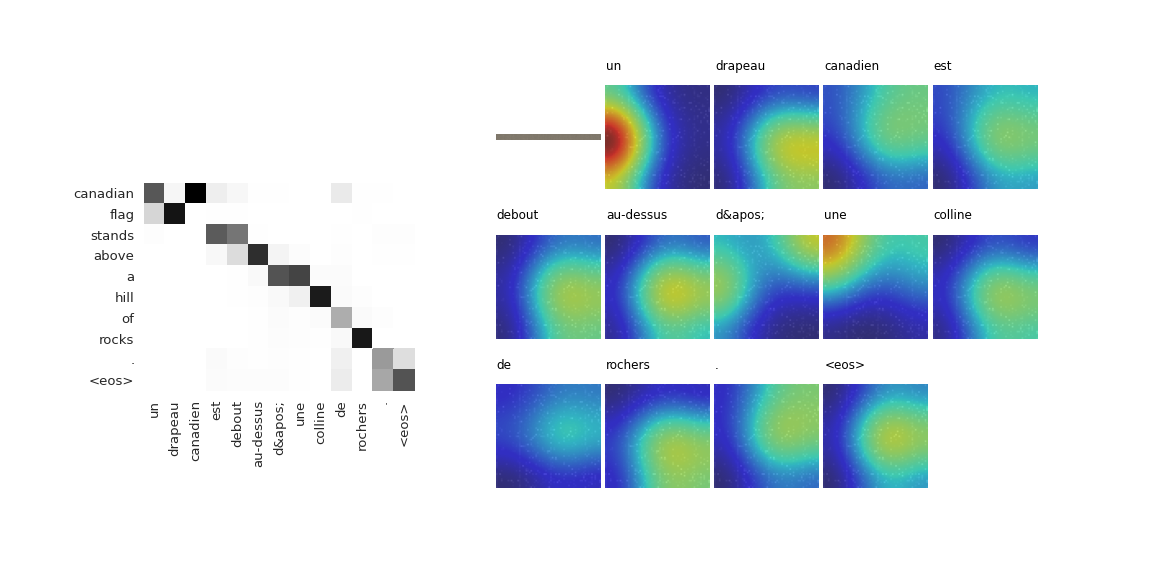 canadian
flag
stands
above
a
hill
of
rocks
.
<eos>
un
drapeau
canadien
est
debout
au-dessus
d&apos;
une
colline
de
rochers
.
<eos>
un drapeau canadien est
debout au-dessus d&apos; une colline
de rochers . <eos>